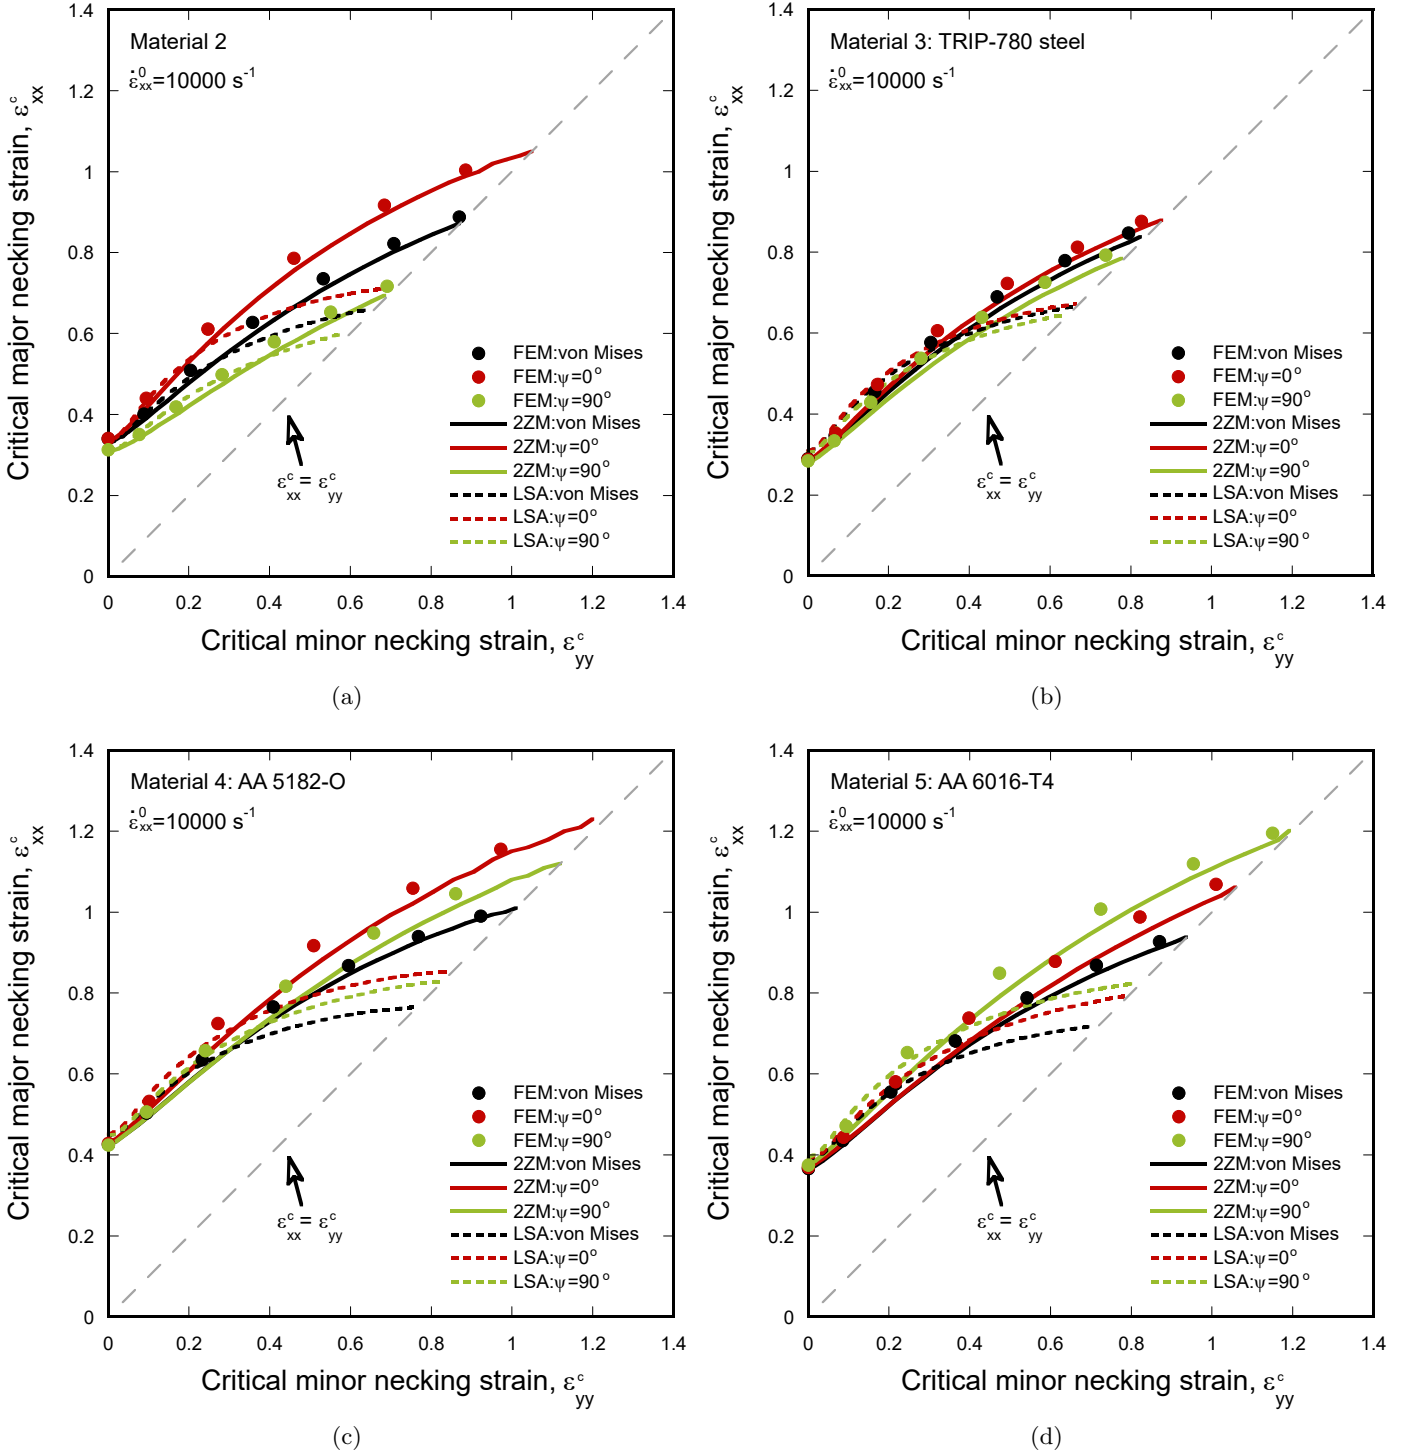 Material 2
ε̇⁰xx=10000 s⁻¹
Critical major necking strain, εᶜxx
1.4
1.2
1
0.8
0.6
0.4
0.2
0
0 0.2 0.4 0.6 0.8 1 1.2 1.4
FEM:von Mises
FEM:ψ=0°
FEM:ψ=90°
2ZM:von Mises
2ZM:ψ=0°
2ZM:ψ=90°
LSA:von Mises
LSA:ψ=0°
LSA:ψ=90°
εᶜxx = εᶜyy
Critical minor necking strain, εᶜyy
(a)
Material 3: TRIP-780 steel
ε̇⁰xx=10000 s⁻¹
Critical major necking strain, εᶜxx
1.4
1.2
1
0.8
0.6
0.4
0.2
0
0 0.2 0.4 0.6 0.8 1 1.2 1.4
FEM:von Mises
FEM:ψ=0°
FEM:ψ=90°
2ZM:von Mises
2ZM:ψ=0°
2ZM:ψ=90°
LSA:von Mises
LSA:ψ=0°
LSA:ψ=90°
εᶜxx = εᶜyy
Critical minor necking strain, εᶜyy
(b)
Material 4: AA 5182-O
ε̇⁰xx=10000 s⁻¹
Critical major necking strain, εᶜxx
1.4
1.2
1
0.8
0.6
0.4
0.2
0
0 0.2 0.4 0.6 0.8 1 1.2 1.4
FEM:von Mises
FEM:ψ=0°
FEM:ψ=90°
2ZM:von Mises
2ZM:ψ=0°
2ZM:ψ=90°
LSA:von Mises
LSA:ψ=0°
LSA:ψ=90°
εᶜxx = εᶜyy
Critical minor necking strain, εᶜyy
(c)
Material 5: AA 6016-T4
ε̇⁰xx=10000 s⁻¹
Critical major necking strain, εᶜxx
1.4
1.2
1
0.8
0.6
0.4
0.2
0
0 0.2 0.4 0.6 0.8 1 1.2 1.4
FEM:von Mises
FEM:ψ=0°
FEM:ψ=90°
2ZM:von Mises
2ZM:ψ=0°
2ZM:ψ=90°
LSA:von Mises
LSA:ψ=0°
LSA:ψ=90°
εᶜxx = εᶜyy
Critical minor necking strain, εᶜyy
(d)